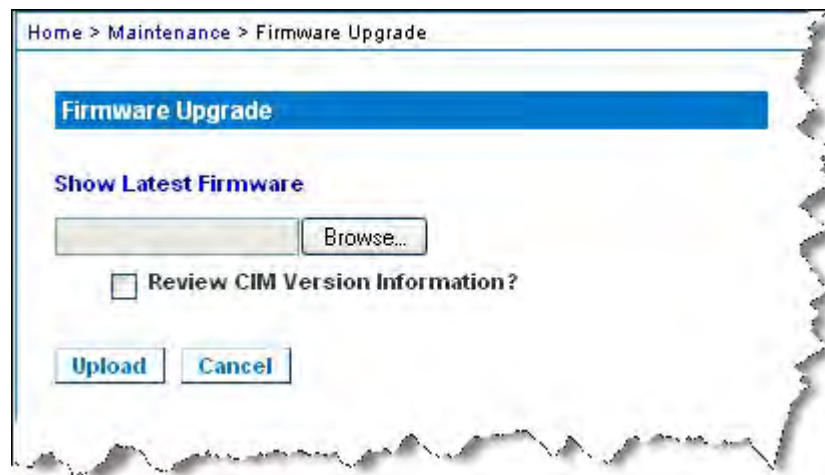 Home > Maintenance > Firmware Upgrade
Firmware Upgrade
Show Latest Firmware
Browse...
Review CIM Version Information?
Upload Cancel